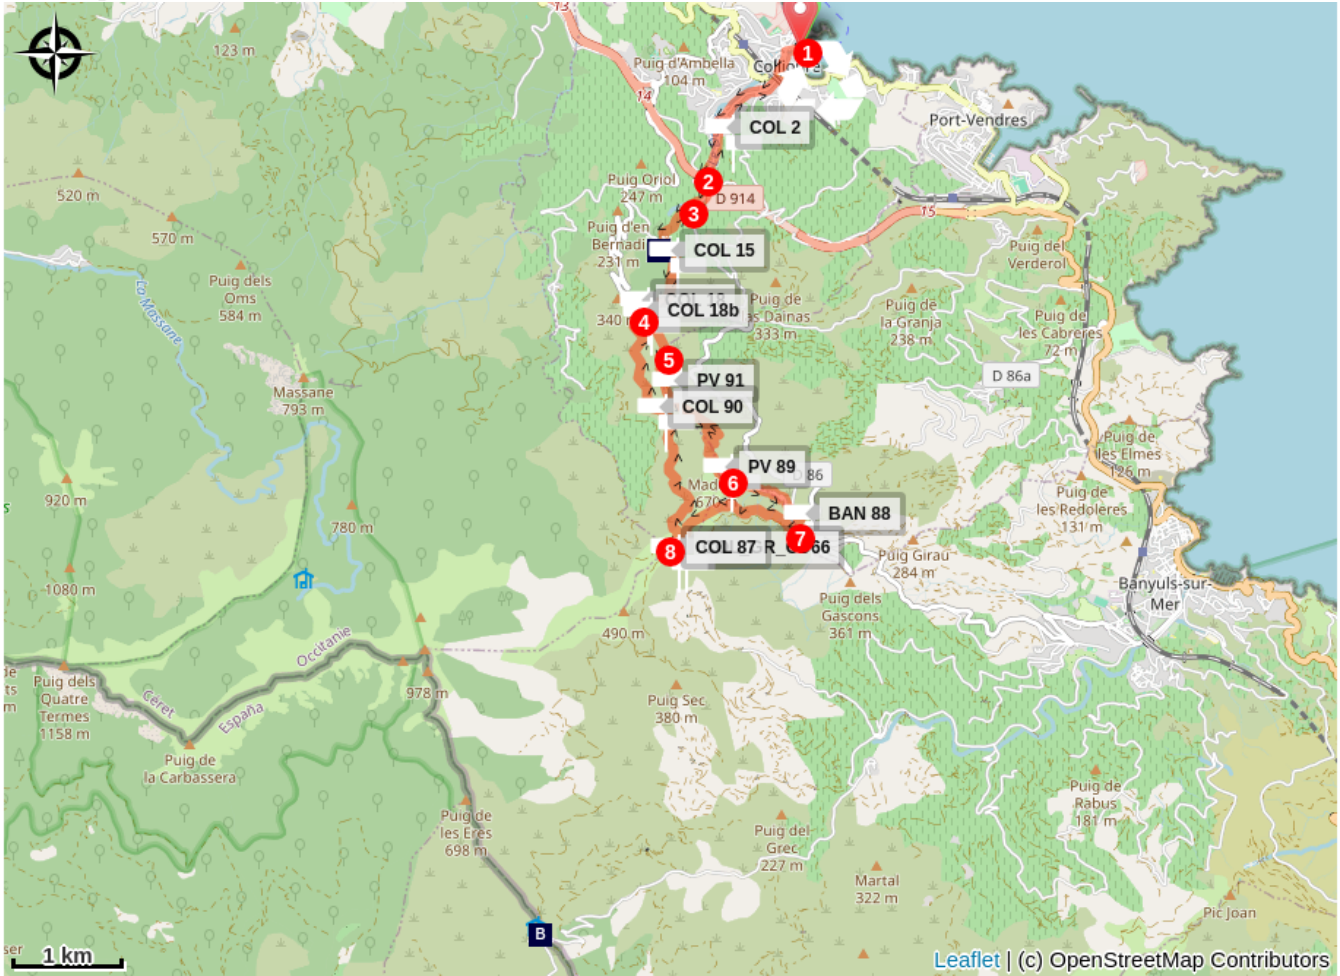 13
1
123 m
Puig d'Ambella
104 m
14
Port-Vendres
COL 2
520 m
Puig Oriol
247 m
2
D 914
3
15
570 m
Puig d'en
231 m
COL 15
Puig del
Verderol
La Massane
Puig dels
Oms
584 m
COL 18b
Puig de
333 m
Puig de
la Granja
238 m
Puig de
les Cabreres
72 m
4
5
D 86a
Massane
793 m
PV 91
COL 90
Puig de
les Elmes
126 m
920 m
PV 89
6
780 m
BAN 88
Puig de
les Redoleres
131 m
7
8
COL 87
Puig Girau
284 m
1080 m
Puig dels
Gascons
361 m
Banyuls-sur-
Mer
490 m
Occitanie
Céret
España
978 m
Puig dels
Quatre
Termes
1158 m
Puig Sec
380 m
Puig de
la Carbassera
Puig de
les Eres
698 m
Puig de
Rabus
181 m
Puig del
Grec
227 m
Martal
322 m
Pic Joan
B
1 km
Leaflet | (c) OpenStreetMap Contributors